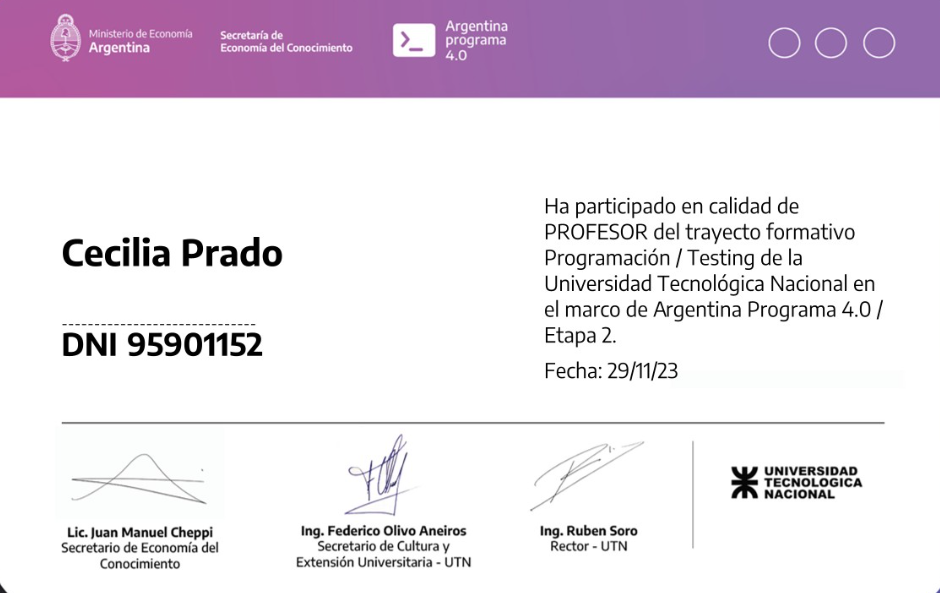 Ministerio de Economía
Argentina
Secretaría de
Economía del Conocimiento
Argentina
programa
4.0
Cecilia Prado
------------------------------
DNI 95901152
Ha participado en calidad de
PROFESOR del trayecto formativo
Programación / Testing de la
Universidad Tecnológica Nacional en
el marco de Argentina Programa 4.0 /
Etapa 2.
Fecha: 29/11/23
Lic. Juan Manuel Cheppi
Secretario de Economía del
Conocimiento
Ing. Federico Olivo Aneiros
Secretario de Cultura y
Extensión Universitaria - UTN
Ing. Ruben Soro
Rector - UTN
UNIVERSIDAD
TECNOLOGICA
NACIONAL